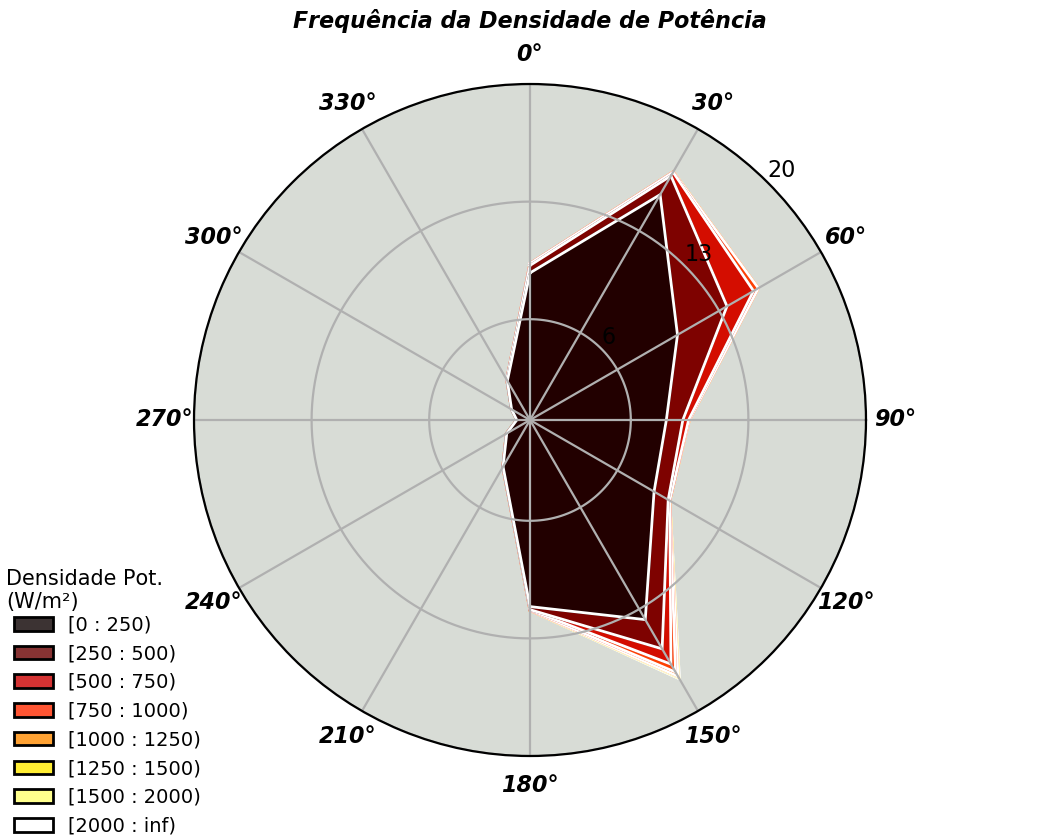 Frequência da Densidade de Potência
0°
330°
30°
20
300°
60°
13
6
270°
90°
240°
120°
210°
150°
180°
Densidade Pot.
(W/m²)
[0 : 250)
[250 : 500)
[500 : 750)
[750 : 1000)
[1000 : 1250)
[1250 : 1500)
[1500 : 2000)
[2000 : inf)